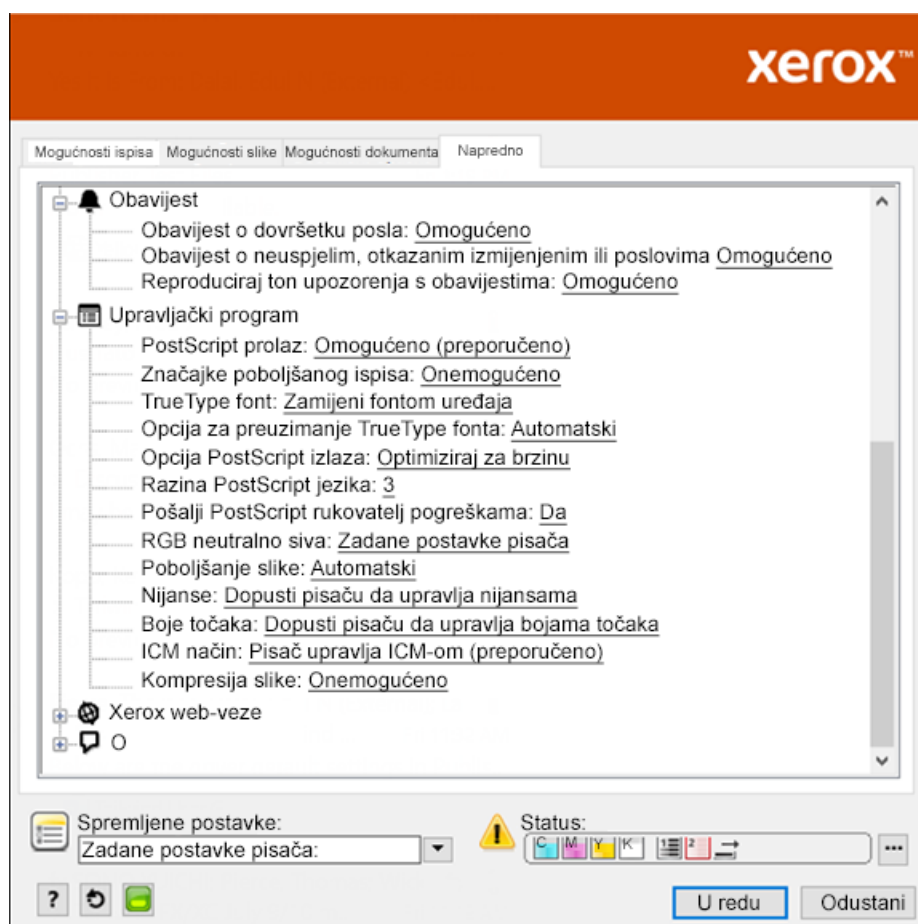 xerox™
Mogućnosti ispisa Mogućnosti slike Mogućnosti dokumenta Napredno
Obavijest
Obavijest o dovršetku posla: Omogućeno
Obavijest o neuspjelim, otkazanim izmijenjenim ili poslovima Omogućeno
Reproduciraj ton upozorenja s obavijestima: Omogućeno
Upravljački program
PostScript prolaz: Omogućeno (preporučeno)
Značajke poboljšanog ispisa: Onemogućeno
TrueType font: Zamijeni fontom uređaja
Opcija za preuzimanje TrueType fonta: Automatski
Opcija PostScript izlaza: Optimiziraj za brzinu
Razina PostScript jezika: 3
Pošalji PostScript rukovatelj pogreškama: Da
RGB neutralno siva: Zadane postavke pisača
Poboljšanje slike: Automatski
Nijanse: Dopusti pisaču da upravlja nijansama
Boje točaka: Dopusti pisaču da upravlja bojama točaka
ICM način: Pisač upravlja ICM-om (preporučeno)
Kompresija slike: Onemogućeno
Xerox web-veze
O
Spremljene postavke:
Zadane postavke pisača:
Status:
C M Y K 1 2
...
?
U redu Odustani